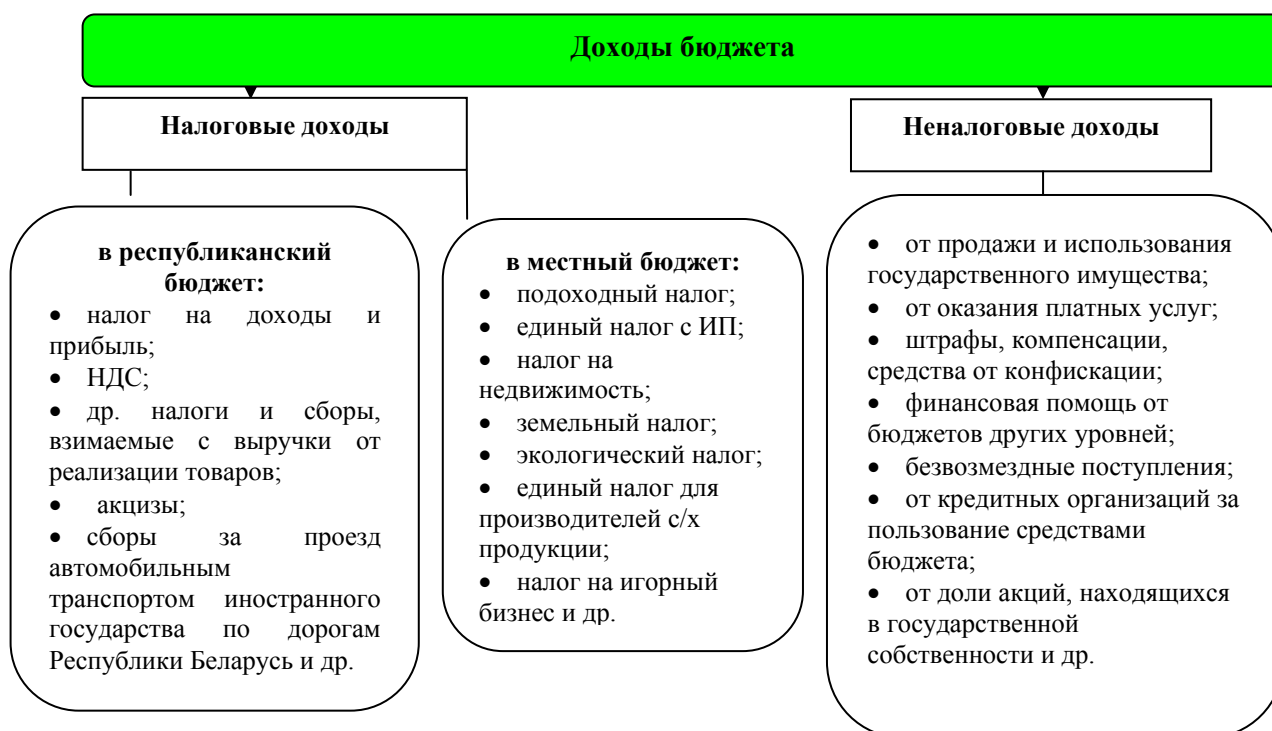 Доходы бюджета
Налоговые доходы
Неналоговые доходы
в республиканский
бюджет:
• налог на доходы и
прибыль;
• НДС;
• др. налоги и сборы,
взимаемые с выручки от
реализации товаров;
• акцизы;
• сборы за проезд
автомобильным
транспортом иностранного
государства по дорогам
Республики Беларусь и др.
в местный бюджет:
• подоходный налог;
• единый налог с ИП;
• налог на
недвижимость;
• земельный налог;
• экологический налог;
• единый налог для
производителей с/х
продукции;
• налог на игорный
бизнес и др.
• от продажи и использования
государственного имущества;
• от оказания платных услуг;
• штрафы, компенсации,
средства от конфискации;
• финансовая помощь от
бюджетов других уровней;
• безвозмездные поступления;
• от кредитных организаций за
пользование средствами
бюджета;
• от доли акций, находящихся
в государственной
собственности и др.